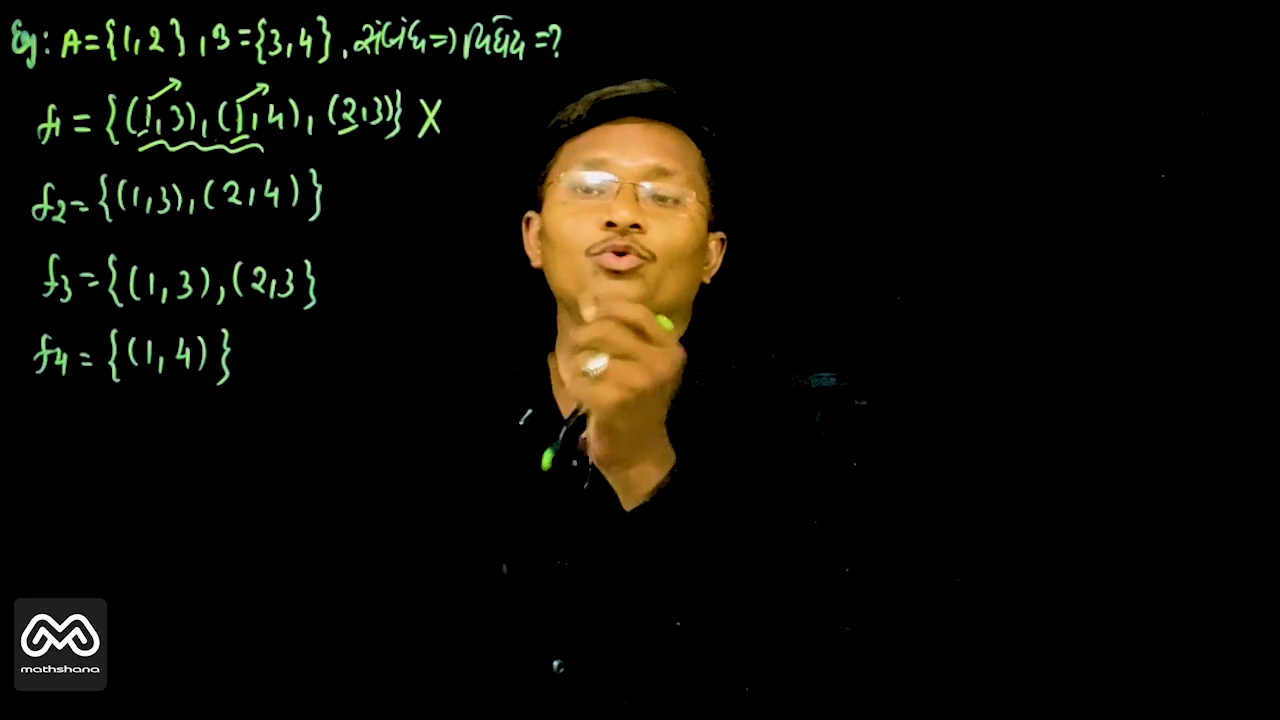 Eg: A={1,2}, B={3,4}, સંબંધ => વિધેય =?
f1 = {(1,3), (1,4), (2,3)} X
f2={(1,3),(2,4)}
f3={(1,3),(2,3}
f4={(1,4)}
mathshana